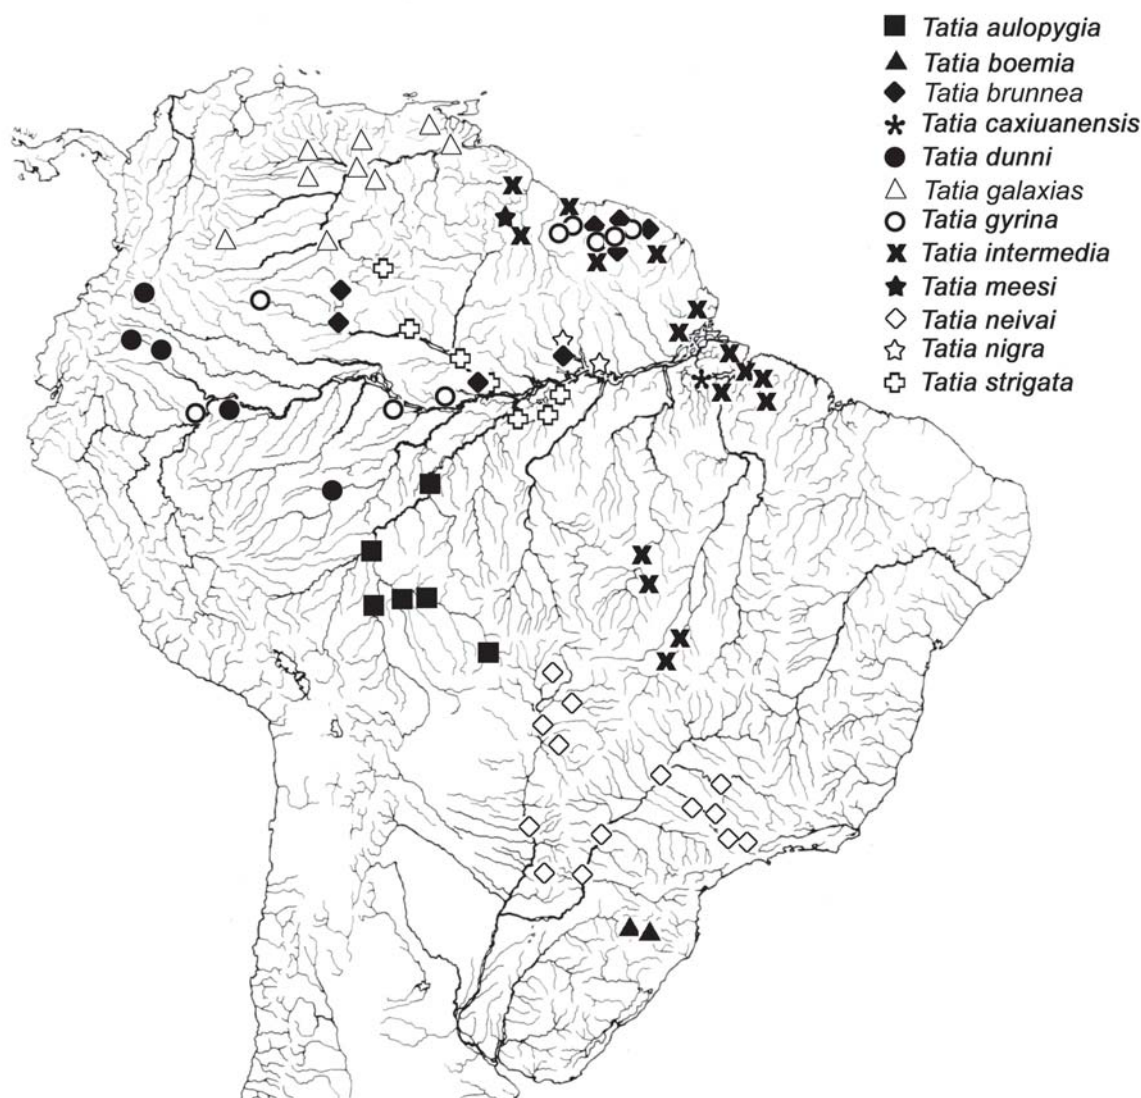 Tatia aulopygia
Tatia boemia
Tatia brunnea
Tatia caxiuanensis
Tatia dunni
Tatia galaxias
Tatia gyrina
Tatia intermedia
Tatia meesi
Tatia neivai
Tatia nigra
Tatia strigata